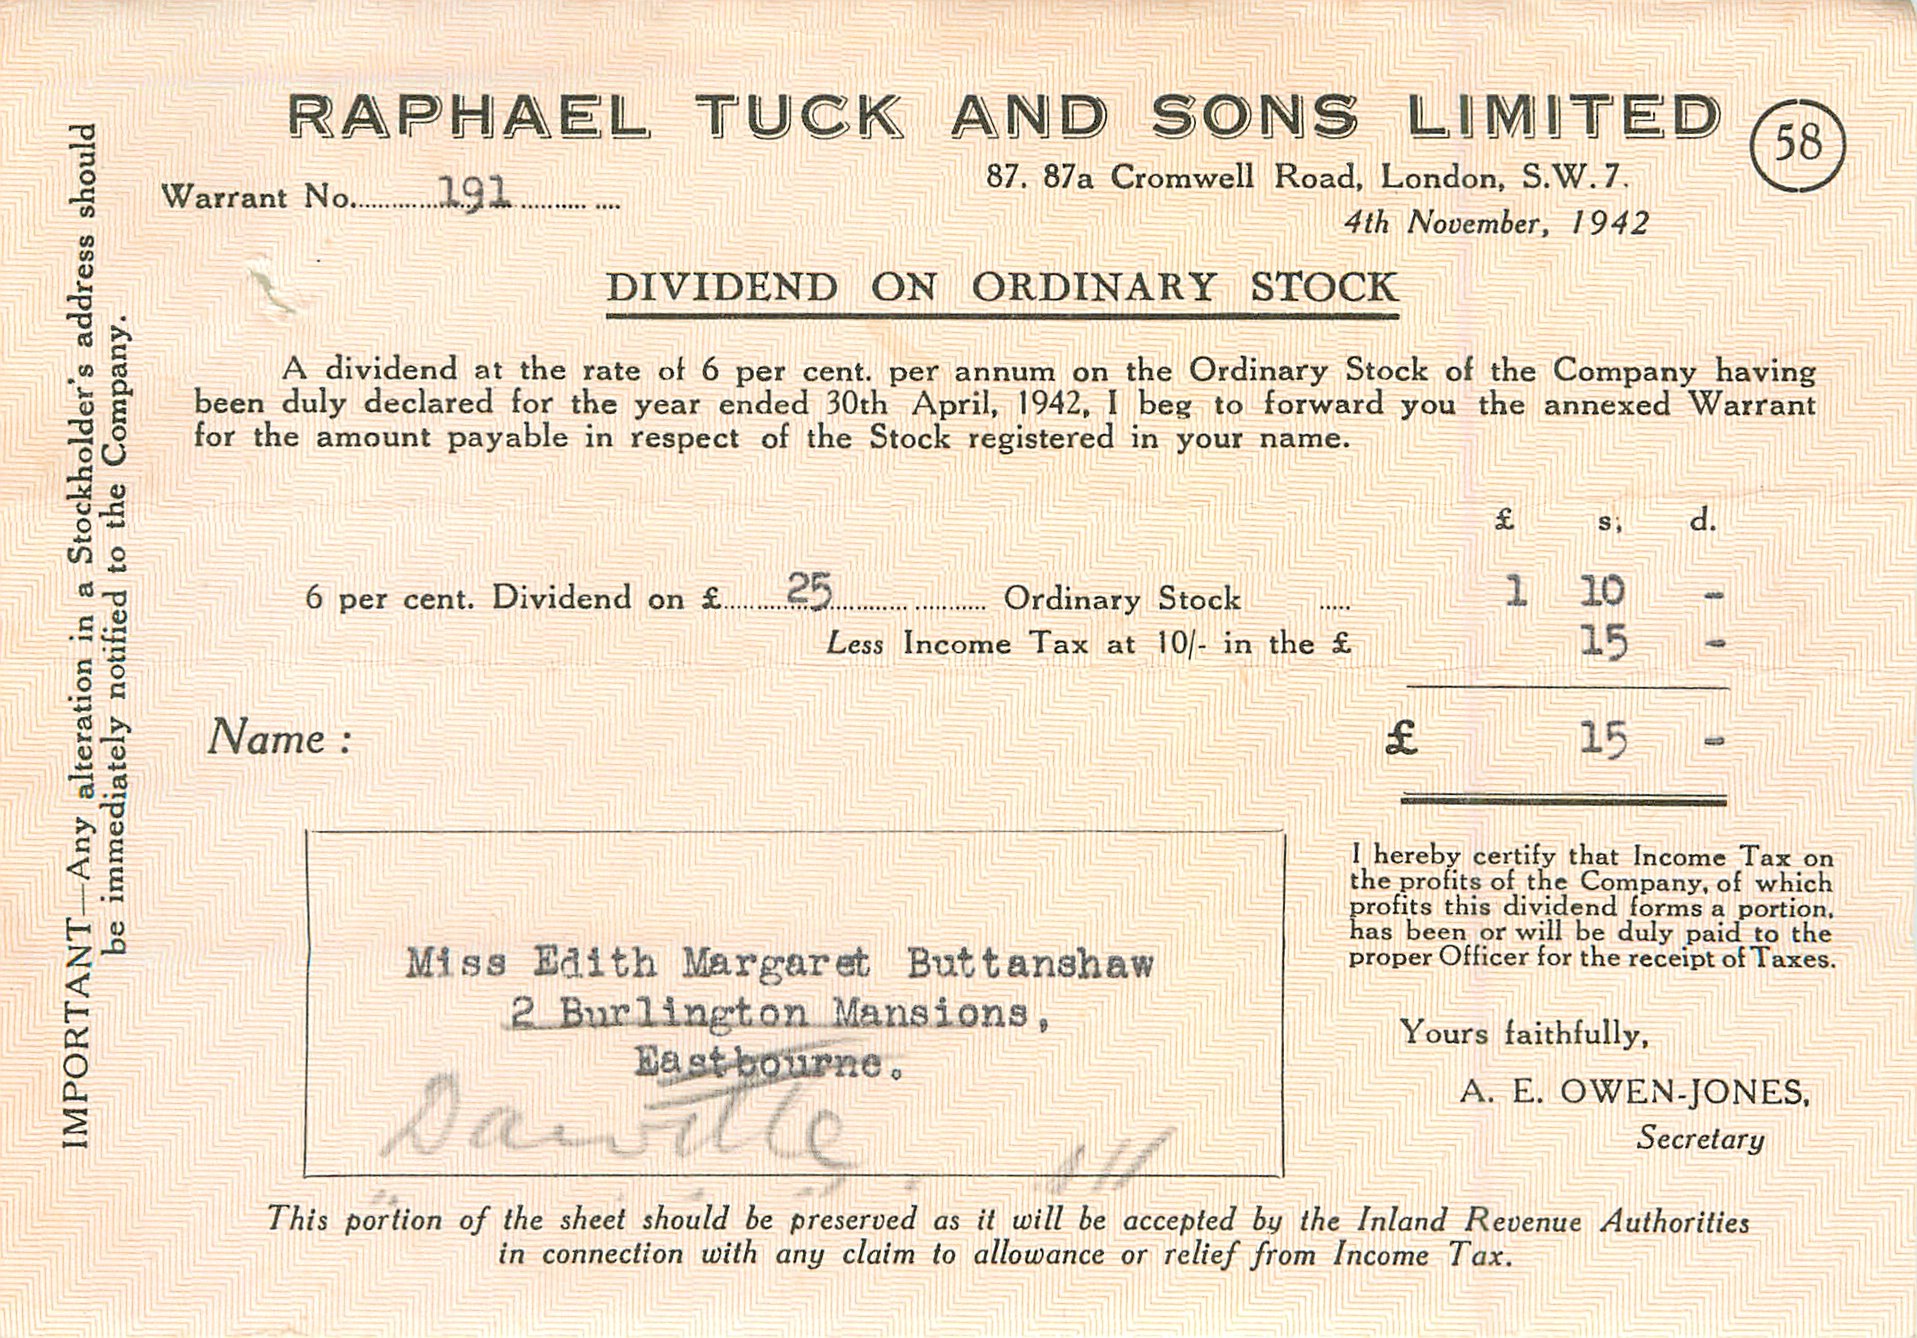 RAPHAEL TUCK AND SONS LIMITED
58
87. 87a Cromwell Road, London, S.W.7.
Warrant No. 191
4th November, 1942
DIVIDEND ON ORDINARY STOCK
A dividend at the rate of 6 per cent. per annum on the Ordinary Stock of the Company having
been duly declared for the year ended 30th April, 1942, I beg to forward you the annexed Warrant
for the amount payable in respect of the Stock registered in your name.
£ s. d.
6 per cent. Dividend on £ 25 Ordinary Stock ..... 1 10 -
Less Income Tax at 10/- in the £ 15 -
Name : £ 15 -
Miss Edith Margaret Buttanshaw
2 Burlington Mansions,
Eastbourne.
I hereby certify that Income Tax on
the profits of the Company, of which
profits this dividend forms a portion,
has been or will be duly paid to the
proper Officer for the receipt of Taxes.
Yours faithfully,
A. E. OWEN-JONES,
Secretary
This portion of the sheet should be preserved as it will be accepted by the Inland Revenue Authorities
in connection with any claim to allowance or relief from Income Tax.
IMPORTANT—Any alteration in a Stockholder's address should
be immediately notified to the Company.